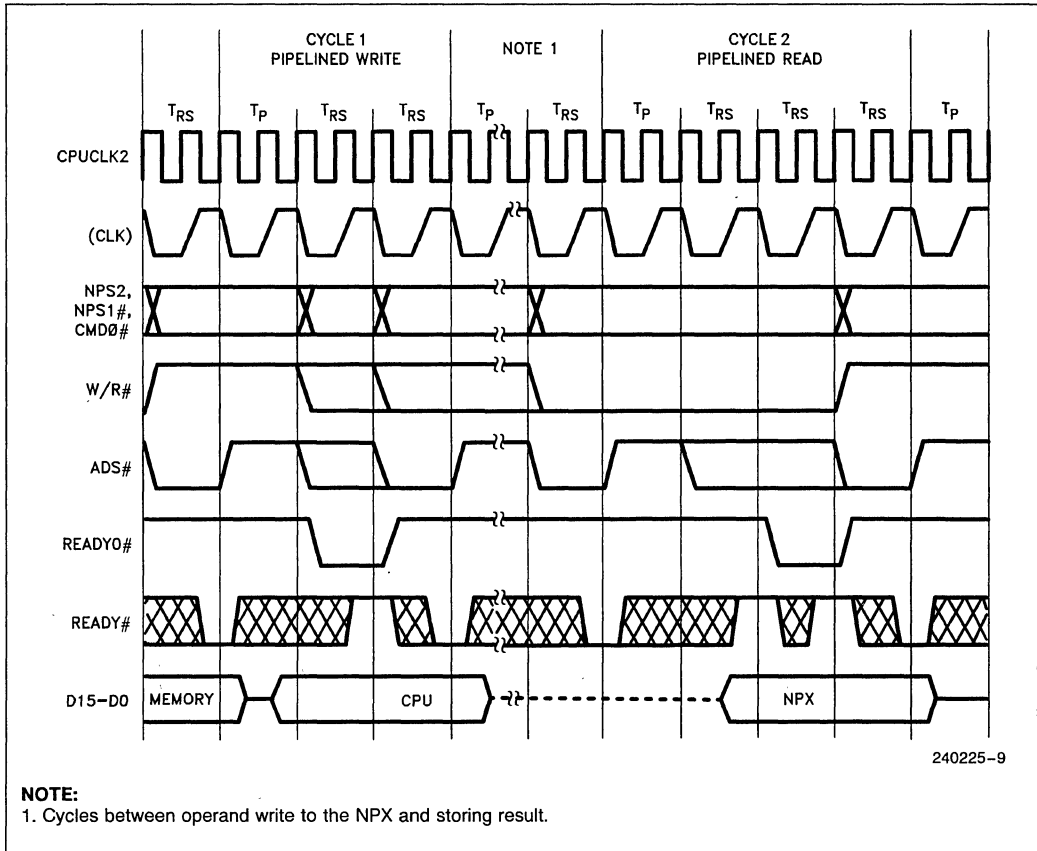 CYCLE 1
PIPELINED WRITE
NOTE 1
CYCLE 2
PIPELINED READ
TRS TP TRS TRS TP TRS TP TRS TRS TRS TP
CPUCLK2
(CLK)
NPS2,
NPS1#,
CMDØ#
W/R#
ADS#
READYO#
READY#
D15-D0 MEMORY CPU NPX
240225-9
NOTE:
1. Cycles between operand write to the NPX and storing result.